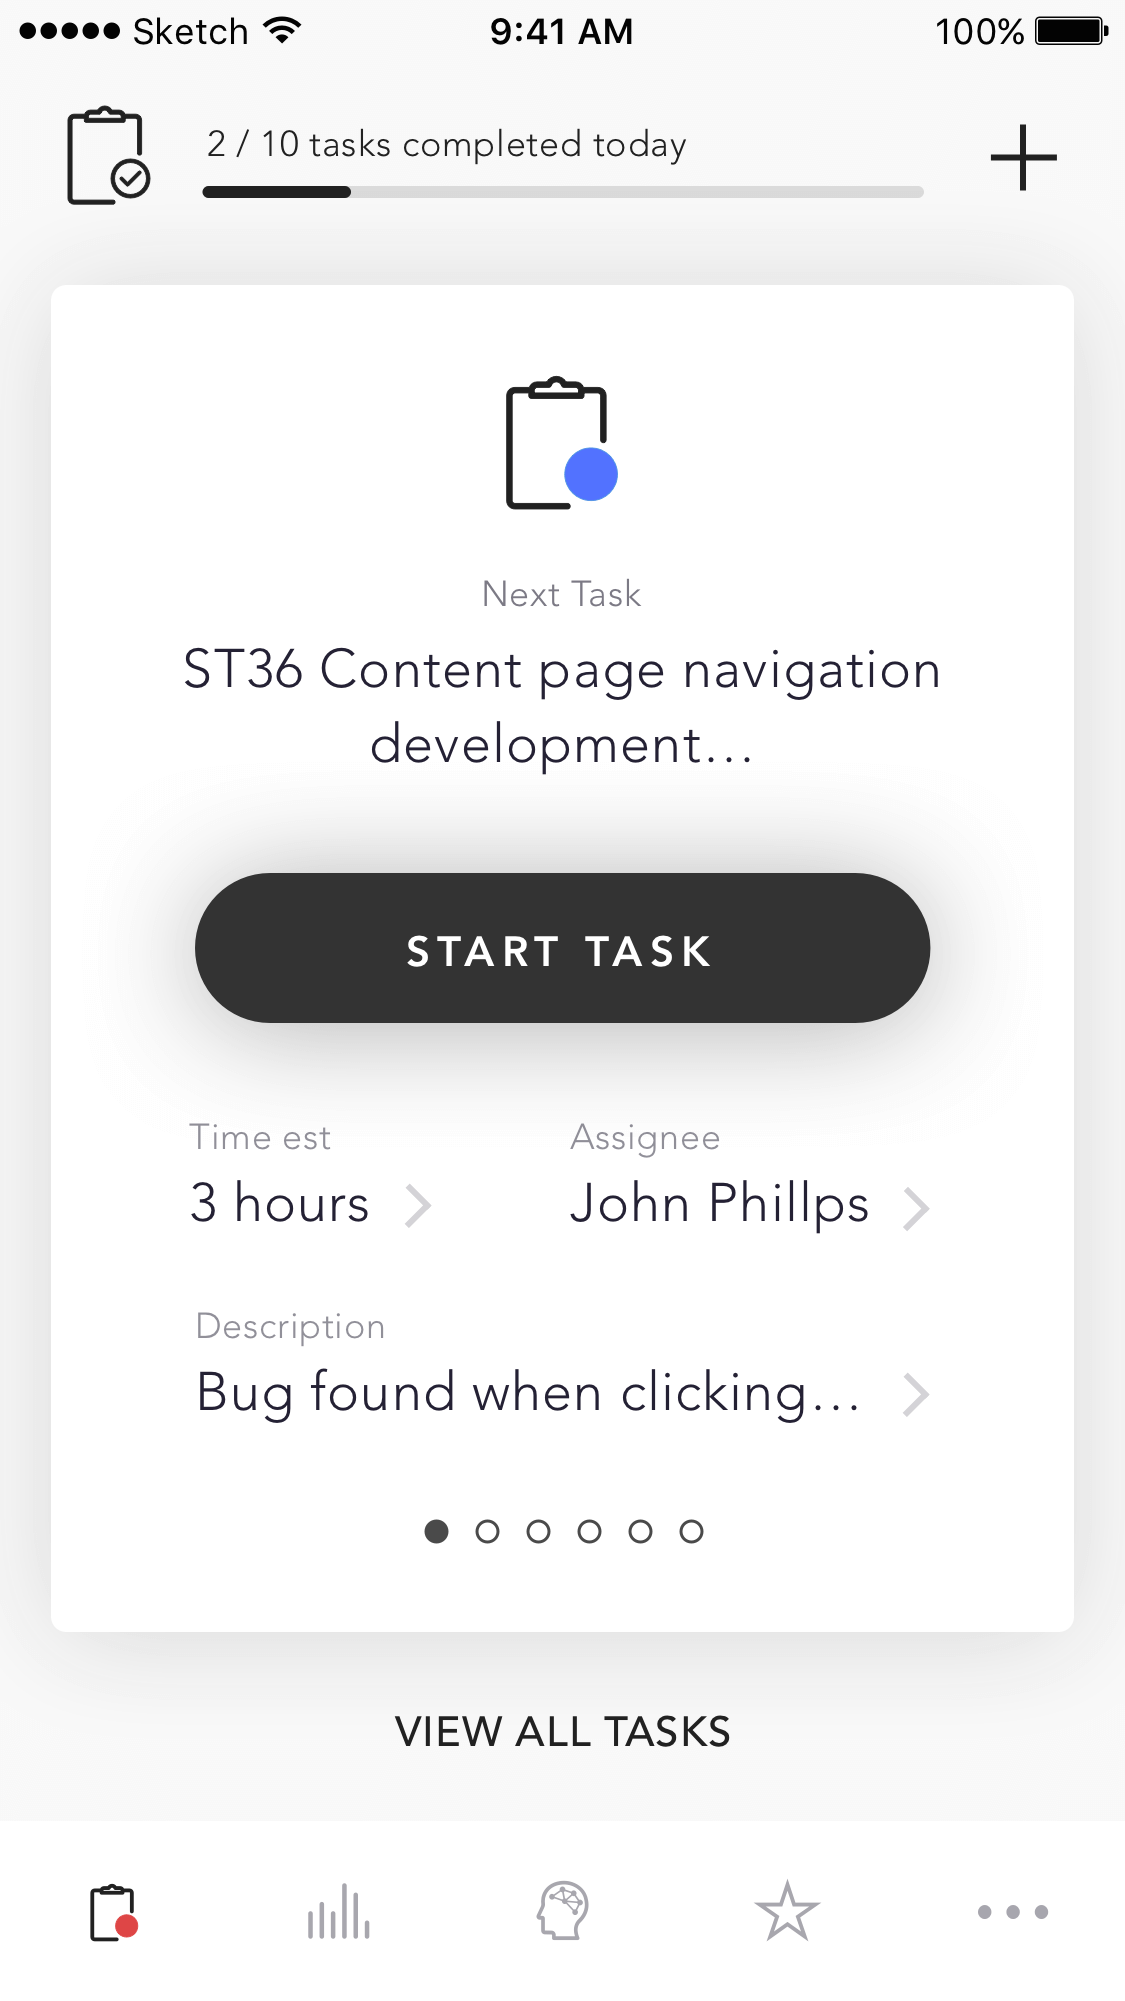 Sketch 9:41 AM 100%
2 / 10 tasks completed today
Next Task
ST36 Content page navigation
development...
START TASK
Time est Assignee
3 hours John Phillps
Description
Bug found when clicking...
VIEW ALL TASKS